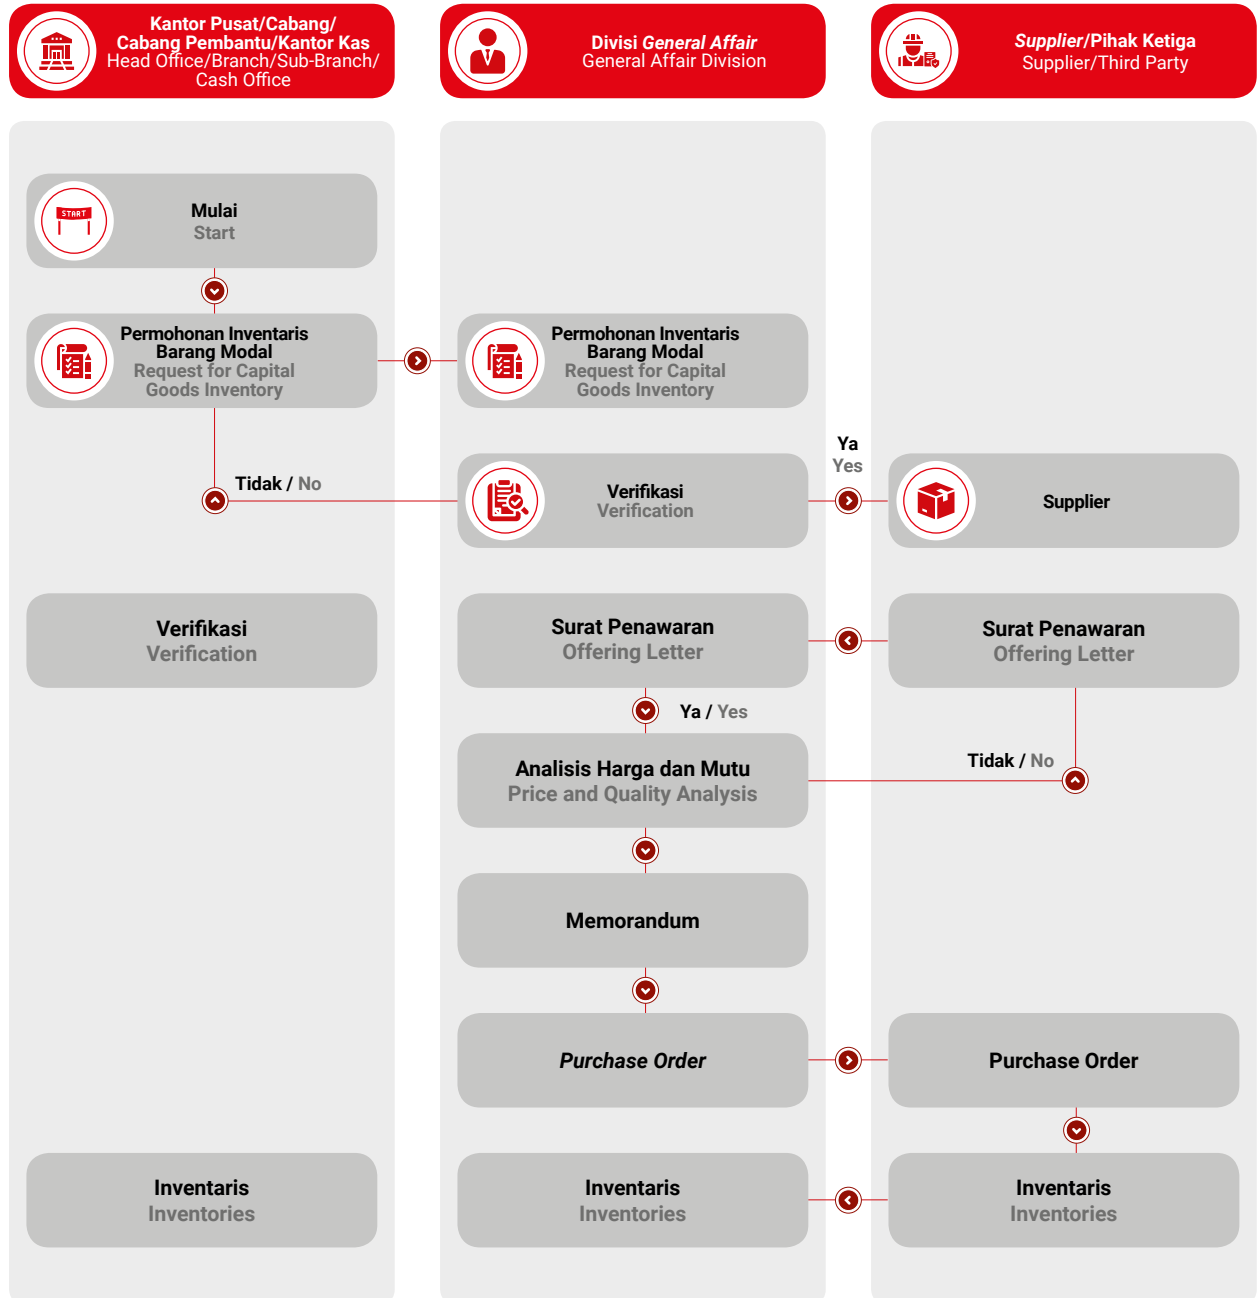 Kantor Pusat/Cabang/
Cabang Pembantu/Kantor Kas
Head Office/Branch/Sub-Branch/
Cash Office
Divisi General Affair
General Affair Division
Supplier/Pihak Ketiga
Supplier/Third Party
START
Mulai
Start
Permohonan Inventaris
Barang Modal
Request for Capital
Goods Inventory
Permohonan Inventaris
Barang Modal
Request for Capital
Goods Inventory
Tidak / No
Verifikasi
Verification
Ya
Yes
Supplier
Verifikasi
Verification
Surat Penawaran
Offering Letter
Surat Penawaran
Offering Letter
Ya / Yes
Analisis Harga dan Mutu
Price and Quality Analysis
Tidak / No
Memorandum
Purchase Order
Purchase Order
Inventaris
Inventories
Inventaris
Inventories
Inventaris
Inventories